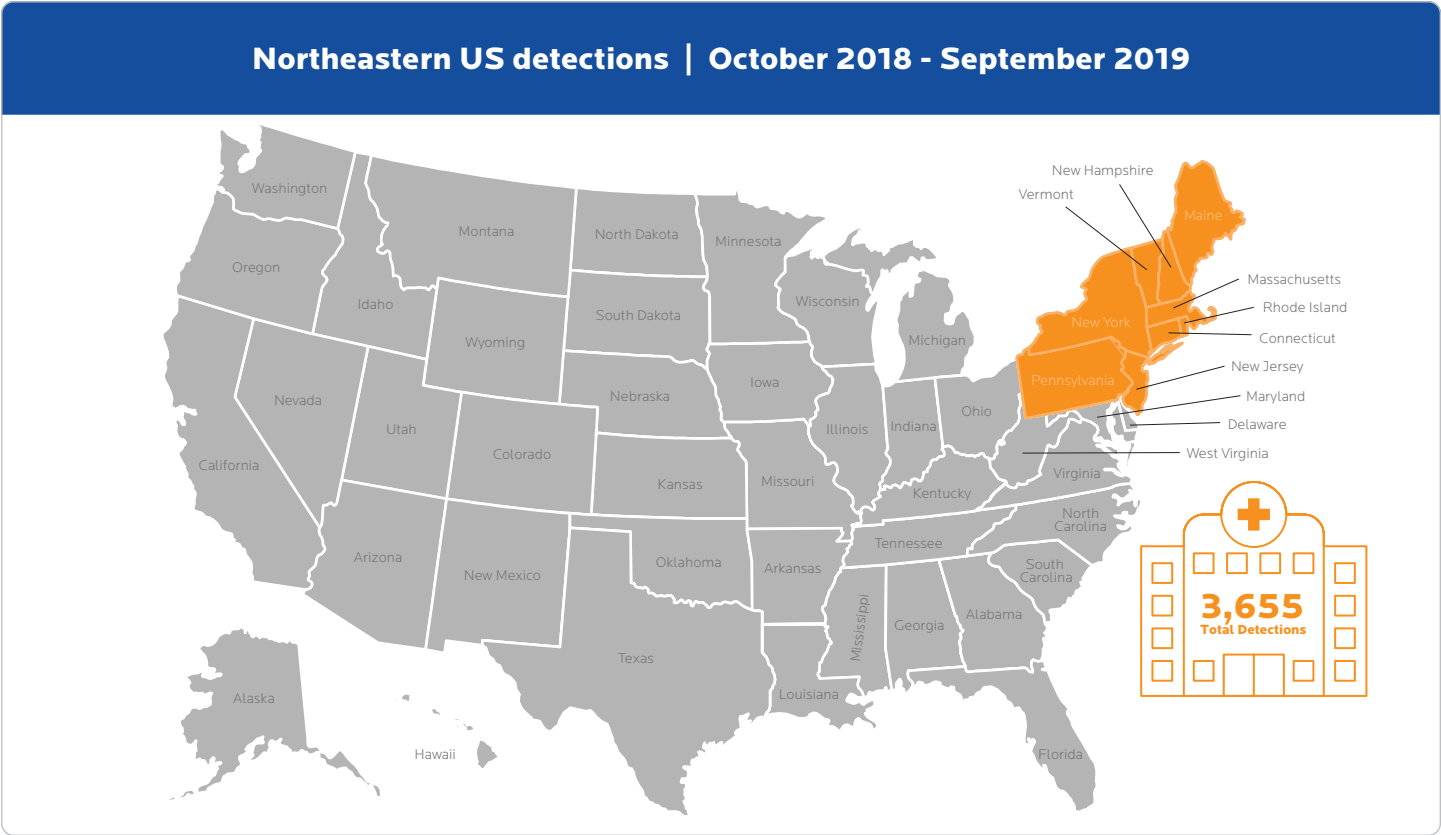 Northeastern US detections | October 2018 - September 2019
New Hampshire
Vermont
Washington
Maine
Montana
North Dakota
Minnesota
Oregon
Massachusetts
Idaho
Wisconsin
Rhode Island
South Dakota
New York
Connecticut
Wyoming
Michigan
New Jersey
Pennsylvania
Iowa
Nebraska
Maryland
Nevada
Ohio
Delaware
Utah
Illinois
Indiana
Colorado
West Virginia
California
Virginia
Kansas
Missouri
Kentucky
North
Carolina
Tennessee
Arizona
Oklahoma
Arkansas
New Mexico
South
Carolina
3,655
Total Detections
Mississippi
Georgia
Alabama
Texas
Louisiana
Alaska
Hawaii
Florida